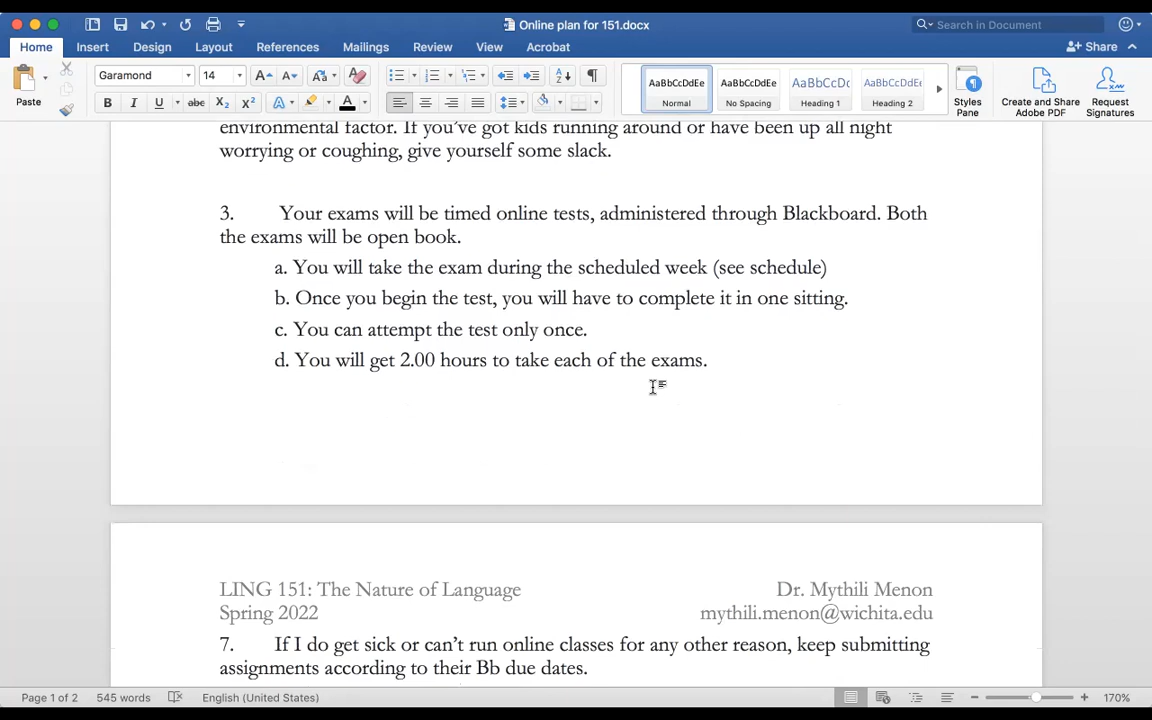 Online plan for 151.docx
Search in Document
Home Insert Design Layout References Mailings Review View Acrobat
Share
Paste
Garamond 14
AaBbCcDdEe AaBbCcDdEe AaBbCcDc AaBbCcDdEe
Normal No Spacing Heading 1 Heading 2
Styles Pane
Create and Share Adobe PDF
Request Signatures
environmental factor. If you've got kids running around or have been up all night
worrying or coughing, give yourself some slack.
3. Your exams will be timed online tests, administered through Blackboard. Both
the exams will be open book.
a. You will take the exam during the scheduled week (see schedule)
b. Once you begin the test, you will have to complete it in one sitting.
c. You can attempt the test only once.
d. You will get 2.00 hours to take each of the exams.
LING 151: The Nature of Language Dr. Mythili Menon
Spring 2022 mythili.menon@wichita.edu
7. If I do get sick or can't run online classes for any other reason, keep submitting
assignments according to their Bb due dates.
Page 1 of 2 545 words English (United States) 170%